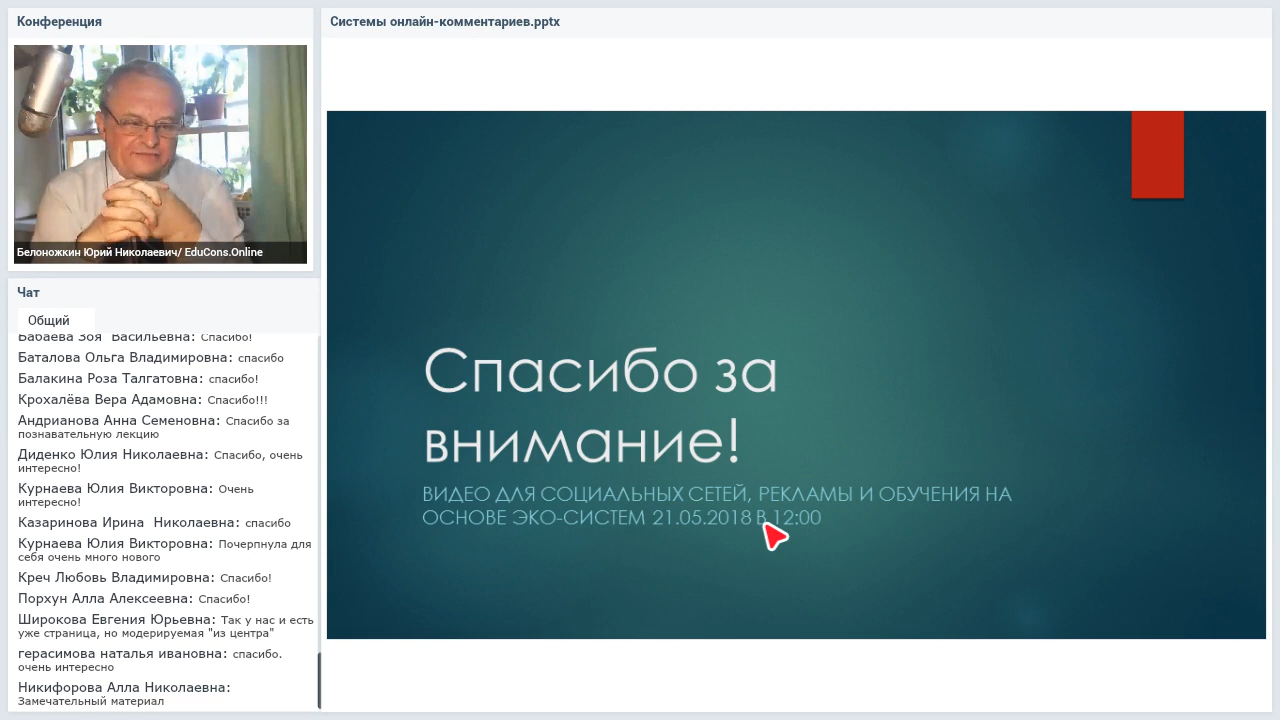 Конференция
Белоножкин Юрий Николаевич/ EduCons.Online
Чат
Общий
Бабаева Зоя  Васильевна: Спасибо!
Баталова Ольга Владимировна: спасибо
Балакина Роза Талгатовна: спасибо!
Крохалёва Вера Адамовна: Спасибо!!!
Андрианова Анна Семеновна: Спасибо за
познавательную лекцию
Диденко Юлия Николаевна: Спасибо, очень
интересно!
Курнаева Юлия Викторовна: Очень
интересно!
Казаринова Ирина  Николаевна: спасибо
Курнаева Юлия Викторовна: Почерпнула для
себя очень много нового
Креч Любовь Владимировна: Спасибо!
Порхун Алла Алексеевна: Спасибо!
Широкова Евгения Юрьевна: Так у нас и есть
уже страница, но модерируемая "из центра"
герасимова наталья ивановна: спасибо.
очень интересно
Никифорова Алла Николаевна:
Замечательный материал
Системы онлайн-комментариев.pptx
Спасибо за
внимание!
ВИДЕО ДЛЯ СОЦИАЛЬНЫХ СЕТЕЙ, РЕКЛАМЫ И ОБУЧЕНИЯ НА
ОСНОВЕ ЭКО-СИСТЕМ 21.05.2018 В 12:00